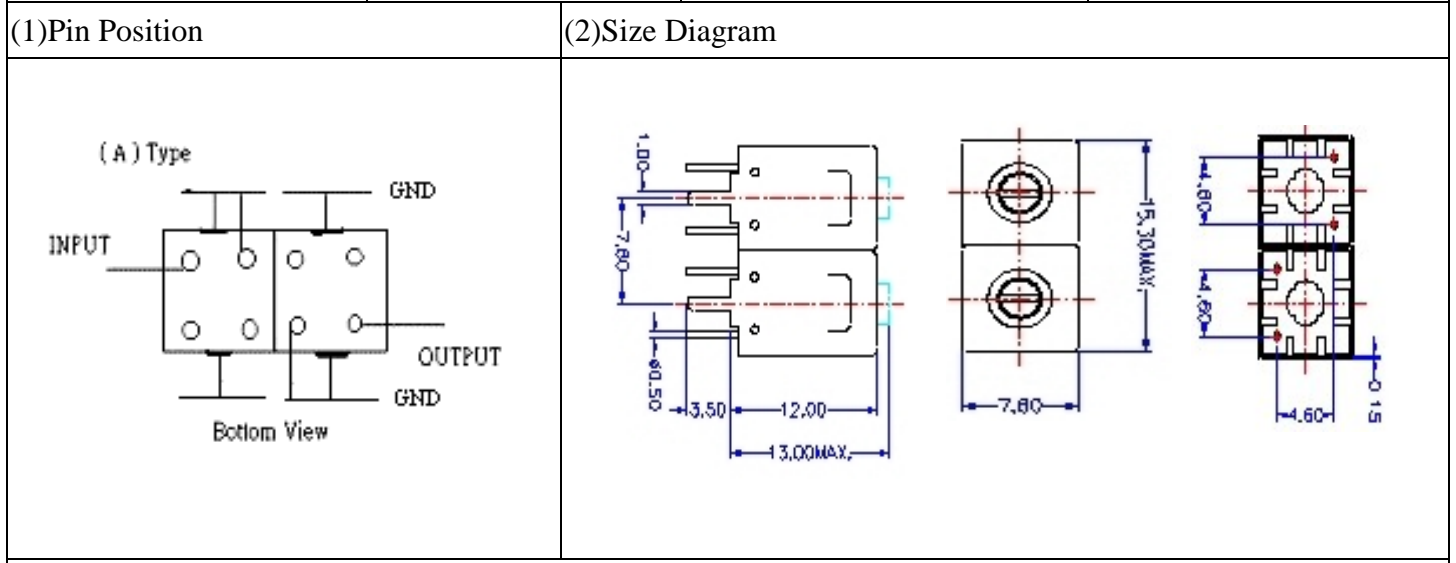 (1)Pin Position
(2)Size Diagram
( A ) Type
GND
INPUT
OUTPUT
GND
Bottom View
1.00
7.60
ø0.50
3.50
12.00
13.00MAX.
15.30MAX.
7.60
4.60
4.60
4.60
0.15